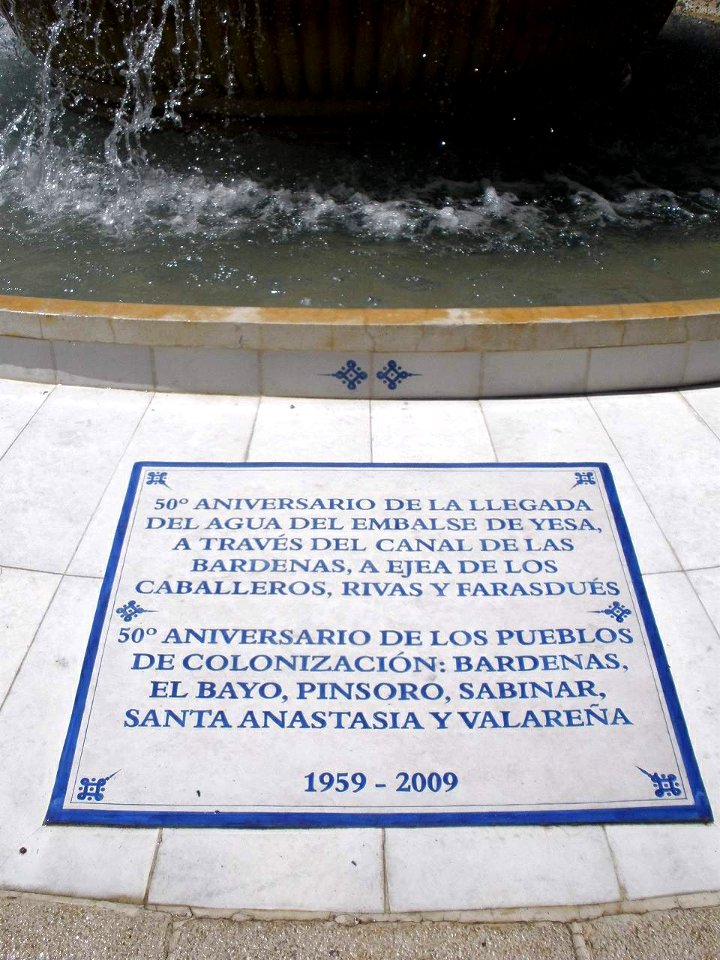 50º ANIVERSARIO DE LA LLEGADA
DEL AGUA DEL EMBALSE DE YESA,
A TRAVÉS DEL CANAL DE LAS
BARDENAS, A EJEA DE LOS
CABALLEROS, RIVAS Y FARASDUÉS
50º ANIVERSARIO DE LOS PUEBLOS
DE COLONIZACIÓN: BARDENAS,
EL BAYO, PINSORO, SABINAR,
SANTA ANASTASIA Y VALAREÑA
1959 - 2009